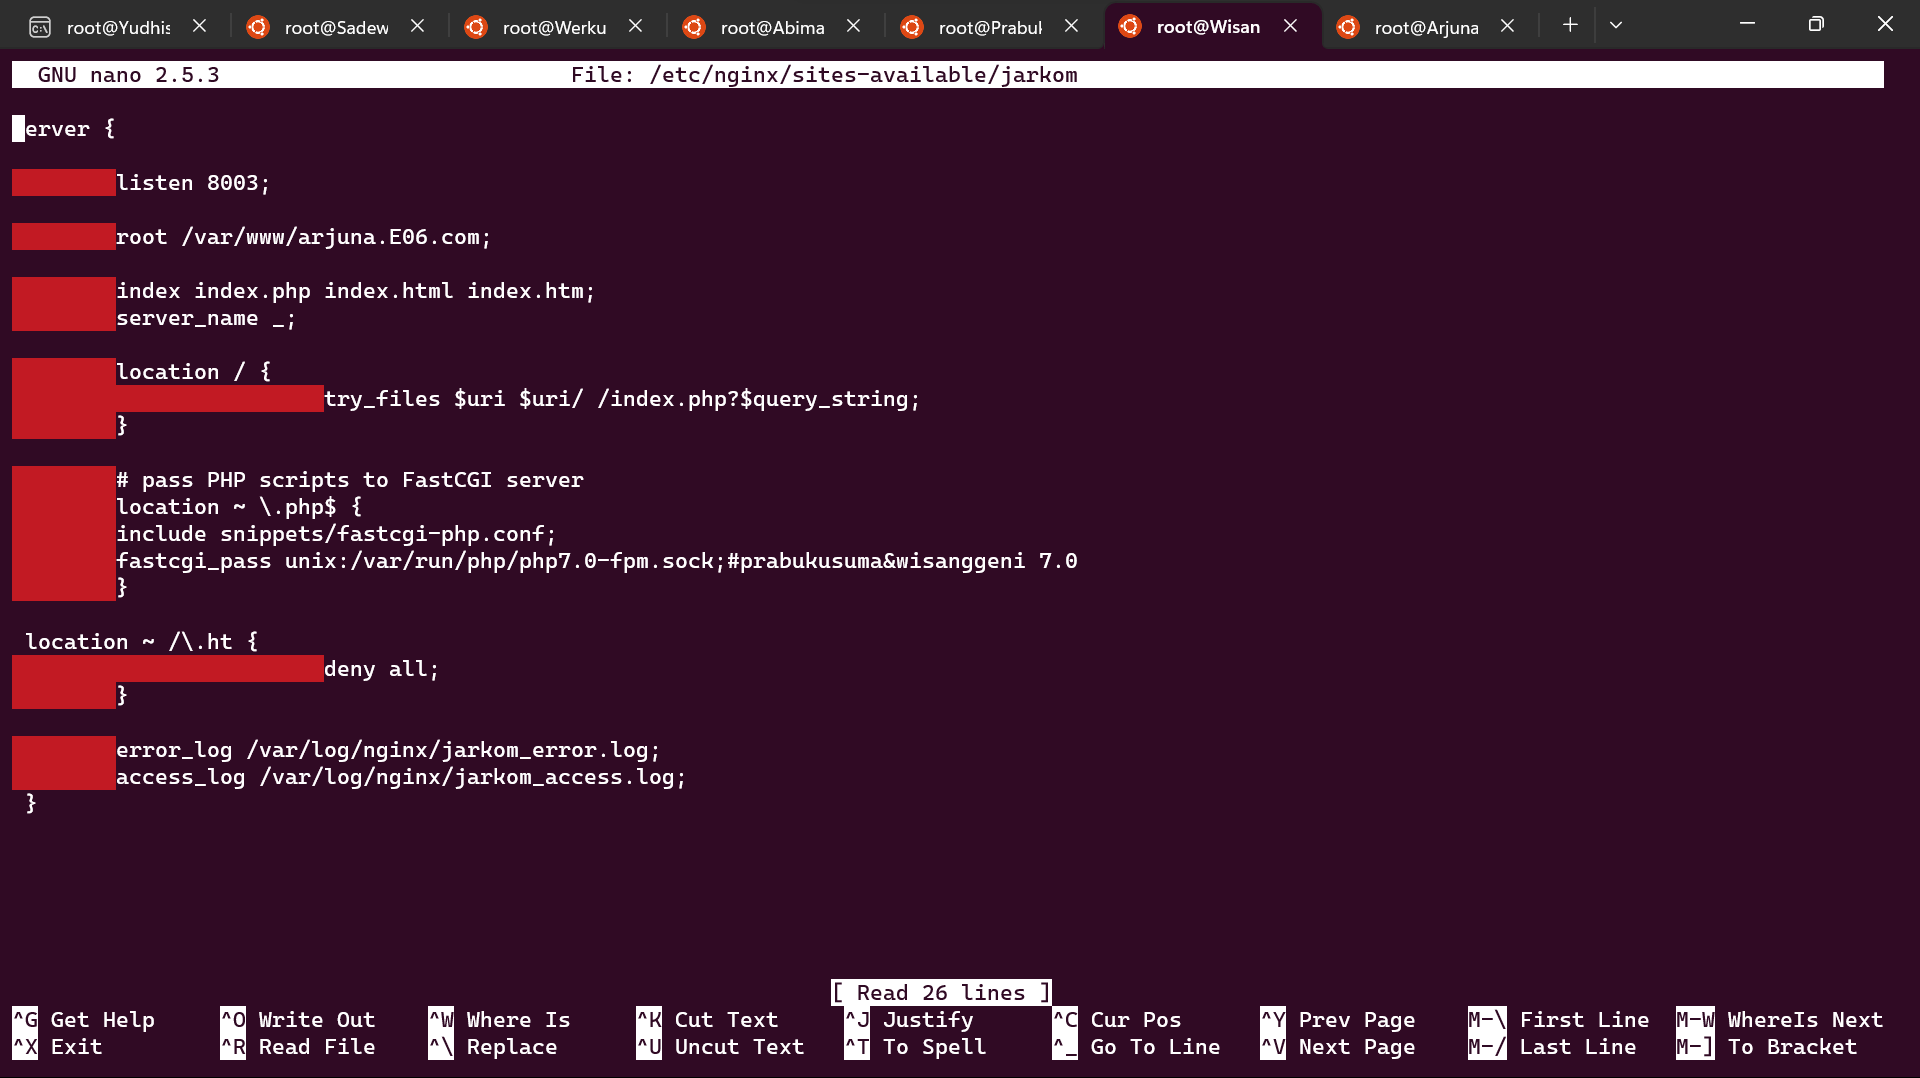 root@Yudhis root@Sadew root@Werku root@Abima root@Prabuk root@Wisan root@Arjuna
GNU nano 2.5.3 File: /etc/nginx/sites-available/jarkom
erver {
listen 8003;
root /var/www/arjuna.E06.com;
index index.php index.html index.htm;
server_name _;
location / {
try_files $uri $uri/ /index.php?$query_string;
}
# pass PHP scripts to FastCGI server
location ~ \.php$ {
include snippets/fastcgi-php.conf;
fastcgi_pass unix:/var/run/php/php7.0-fpm.sock;#prabukusuma&wisanggeni 7.0
}
location ~ /\.ht {
deny all;
}
error_log /var/log/nginx/jarkom_error.log;
access_log /var/log/nginx/jarkom_access.log;
}
[ Read 26 lines ]
^G Get Help ^O Write Out ^W Where Is ^K Cut Text ^J Justify ^C Cur Pos ^Y Prev Page M-\ First Line M-W WhereIs Next
^X Exit ^R Read File ^\ Replace ^U Uncut Text ^T To Spell ^_ Go To Line ^V Next Page M-/ Last Line M-] To Bracket